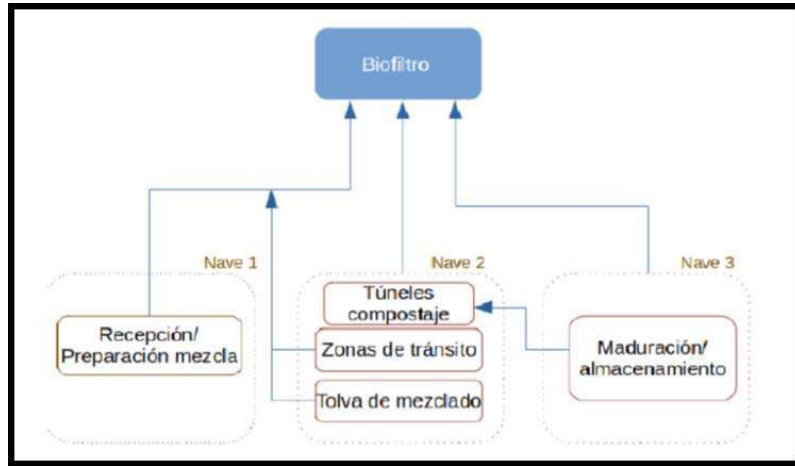 Biofiltro
Nave 1
Nave 2
Nave 3
Recepción/
Preparación mezcla
Túneles
compostaje
Zonas de tránsito
Tolva de mezclado
Maduración/
almacenamiento